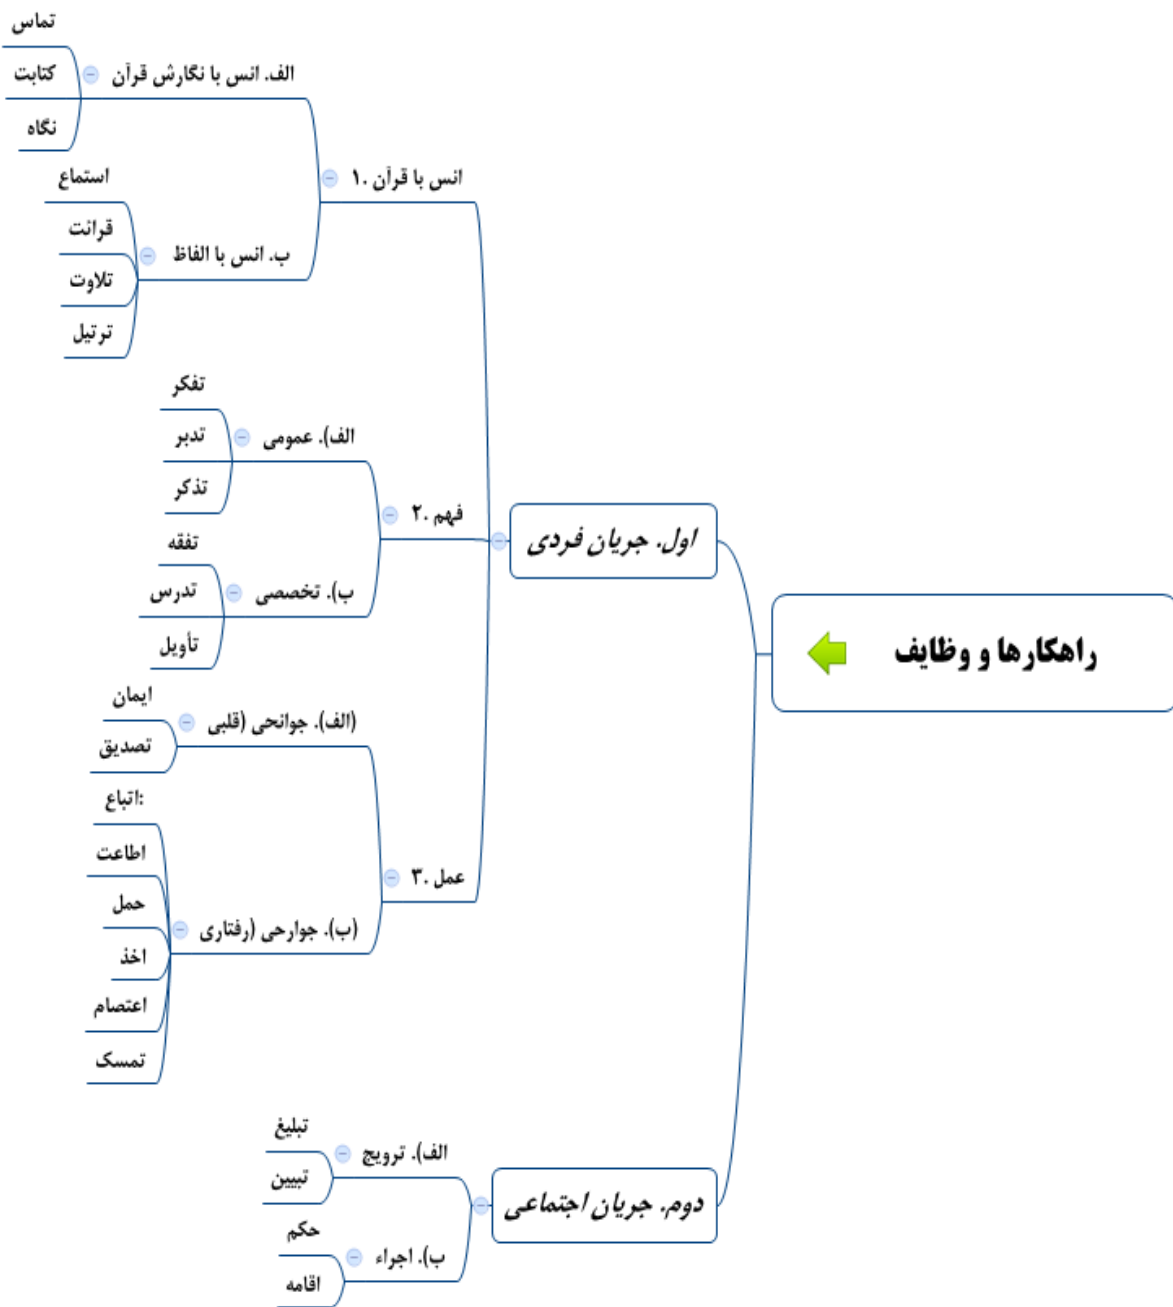 راهکارها و وظایف
اول. جریان فردی
انس با قرآن .۱
الف. انس با نگارش قرآن
تماس
کتابت
نگاه
ب. انس با الفاظ
استماع
قرائت
تلاوت
ترتیل
فهم .۲
الف). عمومی
تفکر
تدبر
تذکر
ب). تخصصی
تفقه
تدرس
تأویل
عمل .۳
(الف). جوانحی (قلبی
ایمان
تصدیق
(ب). جوارحی (رفتاری
:اتباع
اطاعت
حمل
اخذ
اعتصام
تمسک
دوم. جریان اجتماعی
الف). ترویج
تبلیغ
تبیین
ب). اجراء
حکم
اقامه